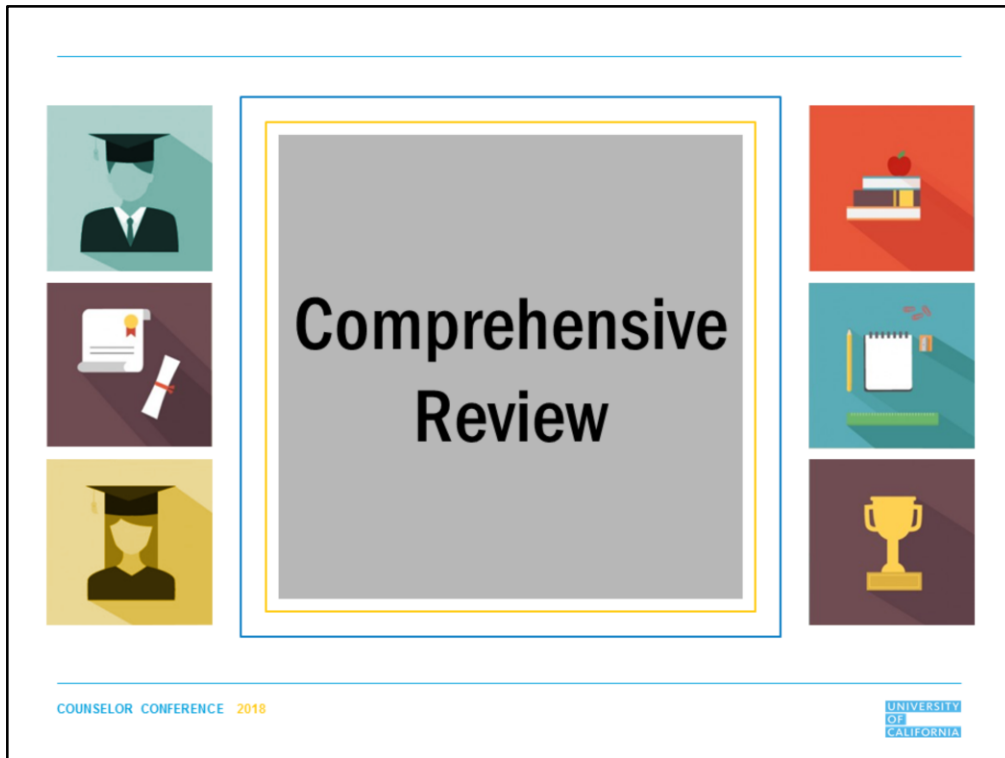 Comprehensive
Review
COUNSELOR CONFERENCE 2018
UNIVERSITY
OF
CALIFORNIA